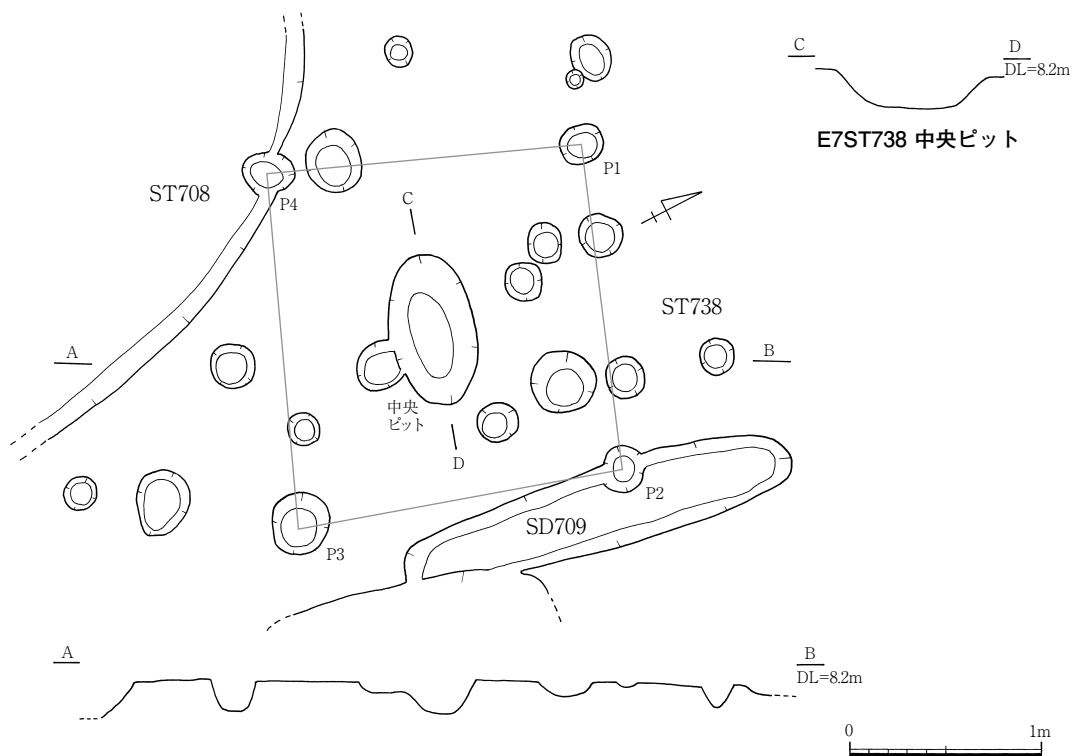 C
D
DL=8.2m
E7ST738 中央ピット
P1
ST708
P4
C
ST738
A
B
中央
ピット
D
P2
SD709
P3
A
B
DL=8.2m
0
1m